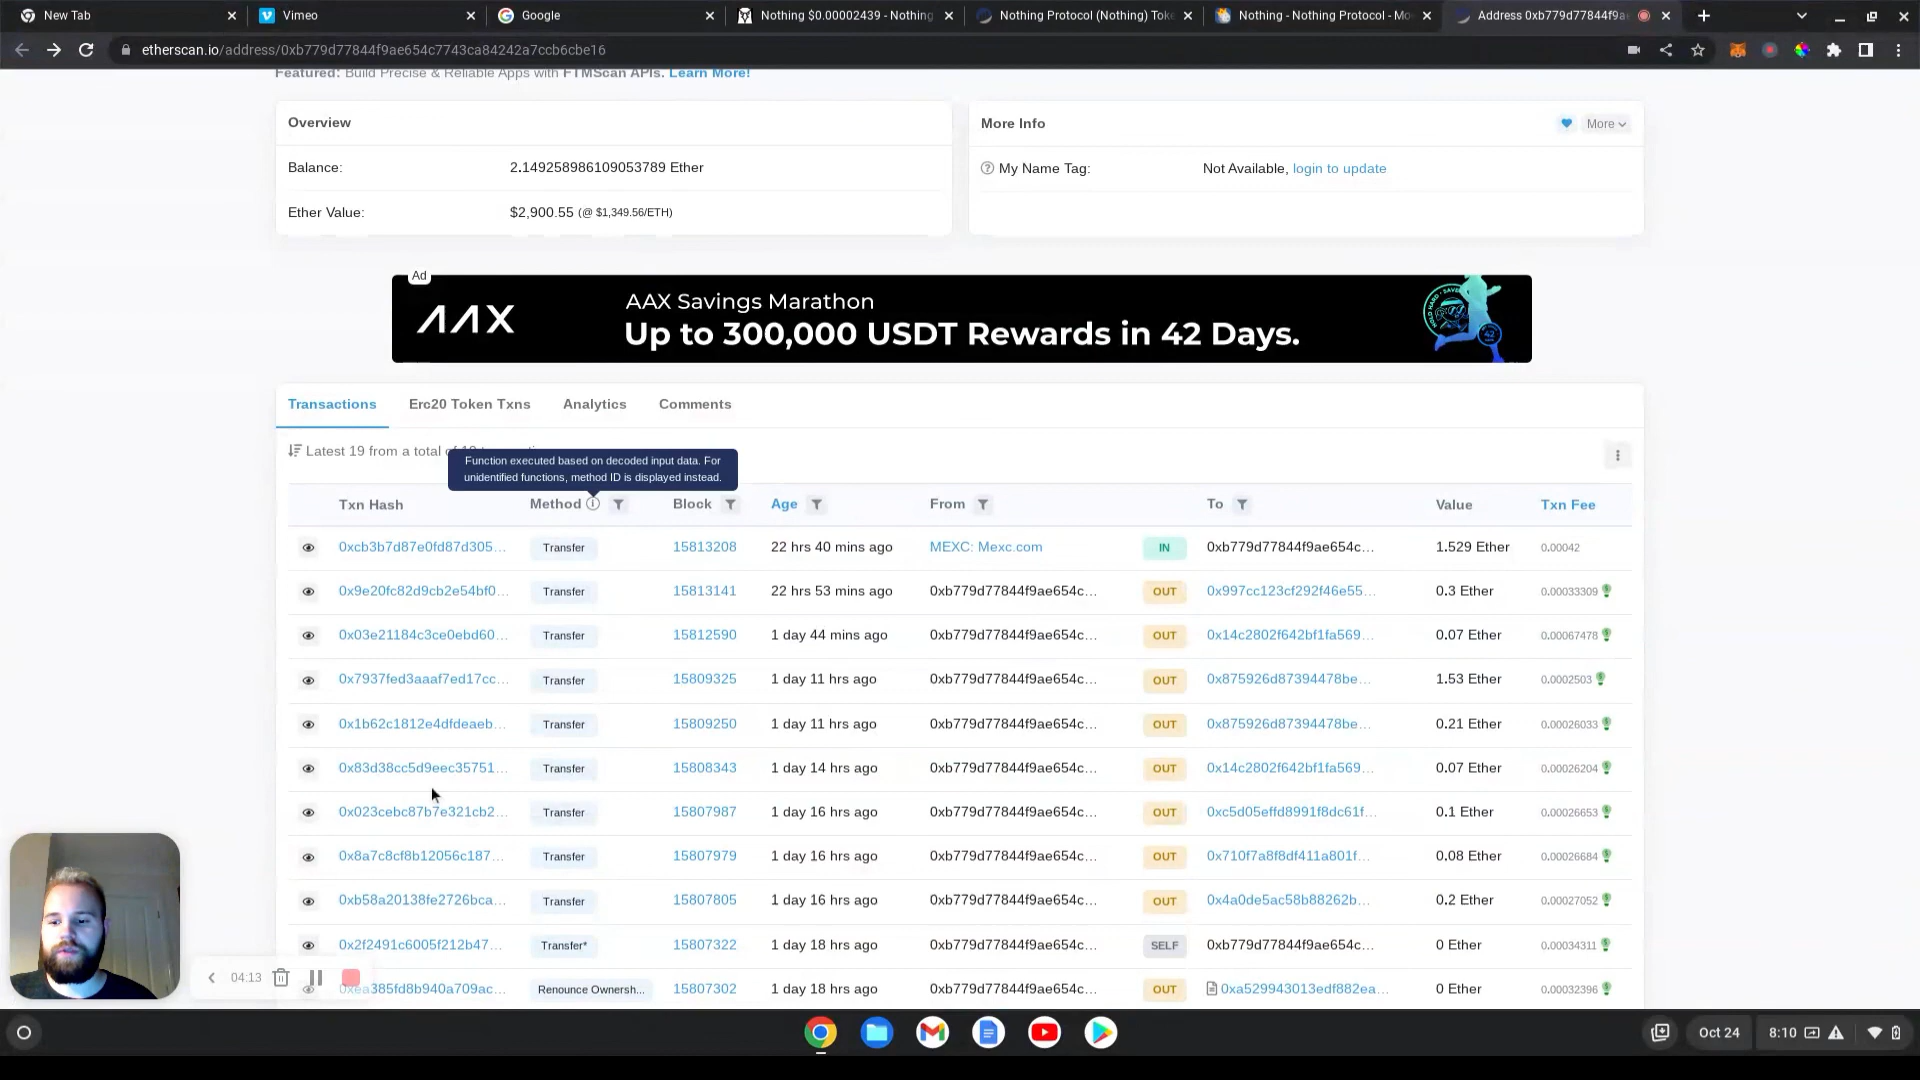 New Tab
Vimeo
Google
Nothing $0.00002439 - Nothing
Nothing Protocol (Nothing) Tok
Nothing - Nothing Protocol - Mo
Address 0xb779d77844f9a
etherscan.io/address/0xb779d77844f9ae654c7743ca84242a7ccb6cbe16
Featured: Build Precise & Reliable Apps with FTMScan APIs. Learn More!
Overview
Balance: 2.149258986109053789 Ether
Ether Value: $2,900.55 (@ $1,349.56/ETH)
More Info
More
My Name Tag: Not Available, login to update
Ad
AAX
AAX Savings Marathon
Up to 300,000 USDT Rewards in 42 Days.
Transactions Erc20 Token Txns Analytics Comments
Latest 19 from a total of
Function executed based on decoded input data. For
unidentified functions, method ID is displayed instead.
Txn Hash Method Block Age From To Value Txn Fee
0xcb3b7d87e0fd87d305... Transfer 15813208 22 hrs 40 mins ago MEXC: Mexc.com IN 0xb779d77844f9ae654c... 1.529 Ether 0.00042
0x9e20fc82d9cb2e54bf0... Transfer 15813141 22 hrs 53 mins ago 0xb779d77844f9ae654c... OUT 0x997cc123cf292f46e55... 0.3 Ether 0.00033309
0x03e21184c3ce0ebd60... Transfer 15812590 1 day 44 mins ago 0xb779d77844f9ae654c... OUT 0x14c2802f642bf1fa569... 0.07 Ether 0.00067478
0x7937fed3aaaf7ed17cc... Transfer 15809325 1 day 11 hrs ago 0xb779d77844f9ae654c... OUT 0x875926d87394478be... 1.53 Ether 0.0002503
0x1b62c1812e4dfdeaeb... Transfer 15809250 1 day 11 hrs ago 0xb779d77844f9ae654c... OUT 0x875926d87394478be... 0.21 Ether 0.00026033
0x83d38cc5d9eec35751... Transfer 15808343 1 day 14 hrs ago 0xb779d77844f9ae654c... OUT 0x14c2802f642bf1fa569... 0.07 Ether 0.00026204
0x023cebc87b7e321cb2... Transfer 15807987 1 day 16 hrs ago 0xb779d77844f9ae654c... OUT 0xc5d05effd8991f8dc61f... 0.1 Ether 0.00026653
0x8a7c8cf8b12056c187... Transfer 15807979 1 day 16 hrs ago 0xb779d77844f9ae654c... OUT 0x710f7a8f8df411a801f... 0.08 Ether 0.00026684
0xb58a20138fe2726bca... Transfer 15807805 1 day 16 hrs ago 0xb779d77844f9ae654c... OUT 0x4a0de5ac58b88262b... 0.2 Ether 0.00027052
0x2f2491c6005f212b47... Transfer* 15807322 1 day 18 hrs ago 0xb779d77844f9ae654c... SELF 0xb779d77844f9ae654c... 0 Ether 0.00034311
0xea385fd8b940a709ac... Renounce Ownersh... 15807302 1 day 18 hrs ago 0xb779d77844f9ae654c... OUT 0xa529943013edf882ea... 0 Ether 0.00032396
04:13
Oct 24
8:10